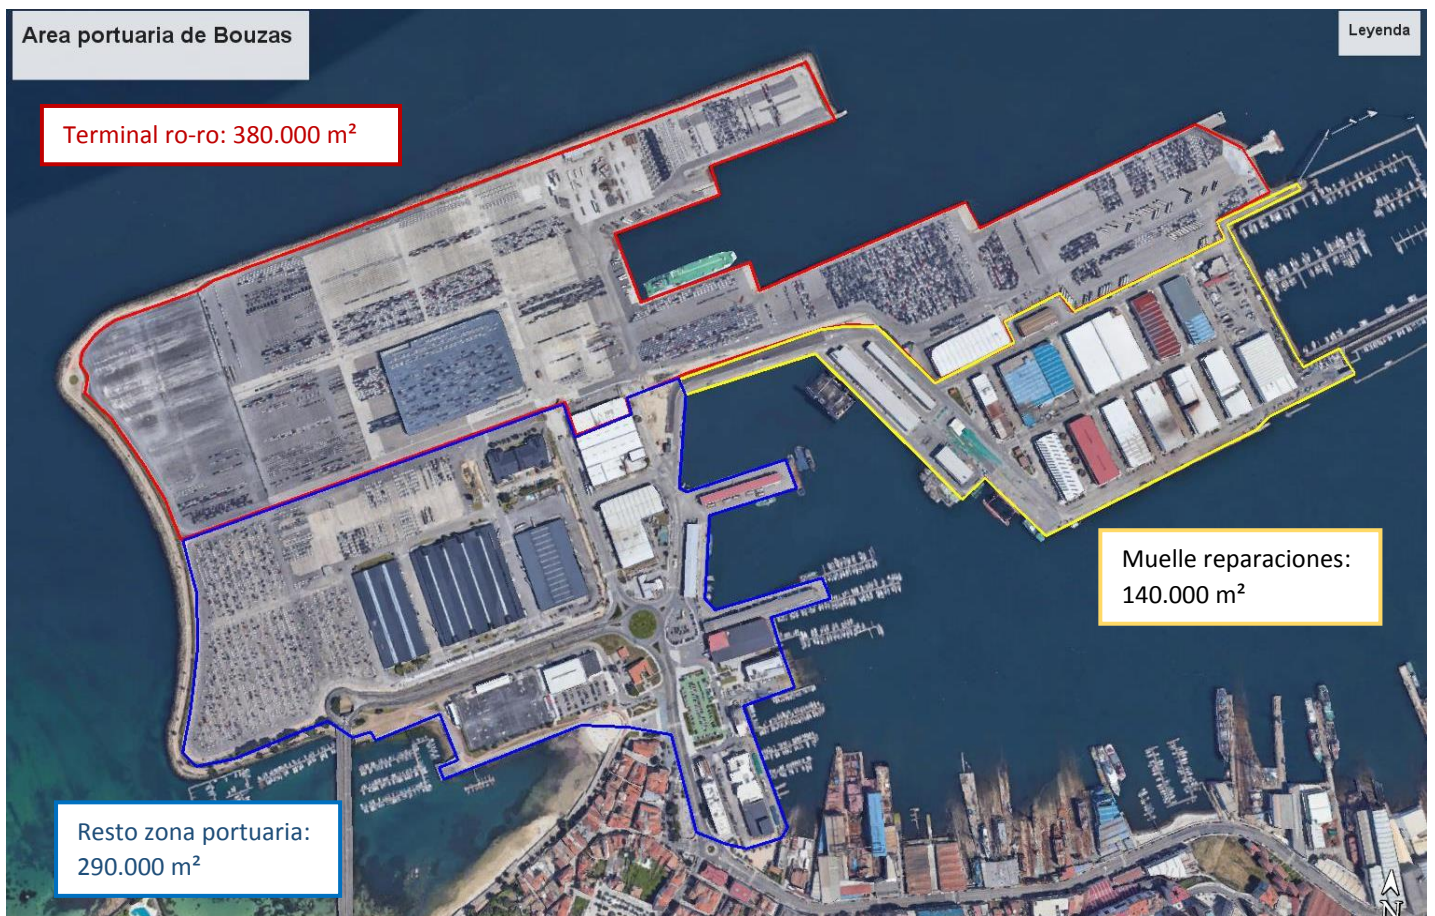 Area portuaria de Bouzas
Leyenda
Terminal ro-ro: 380.000 m²
Muelle reparaciones:
140.000 m²
Resto zona portuaria:
290.000 m²
N